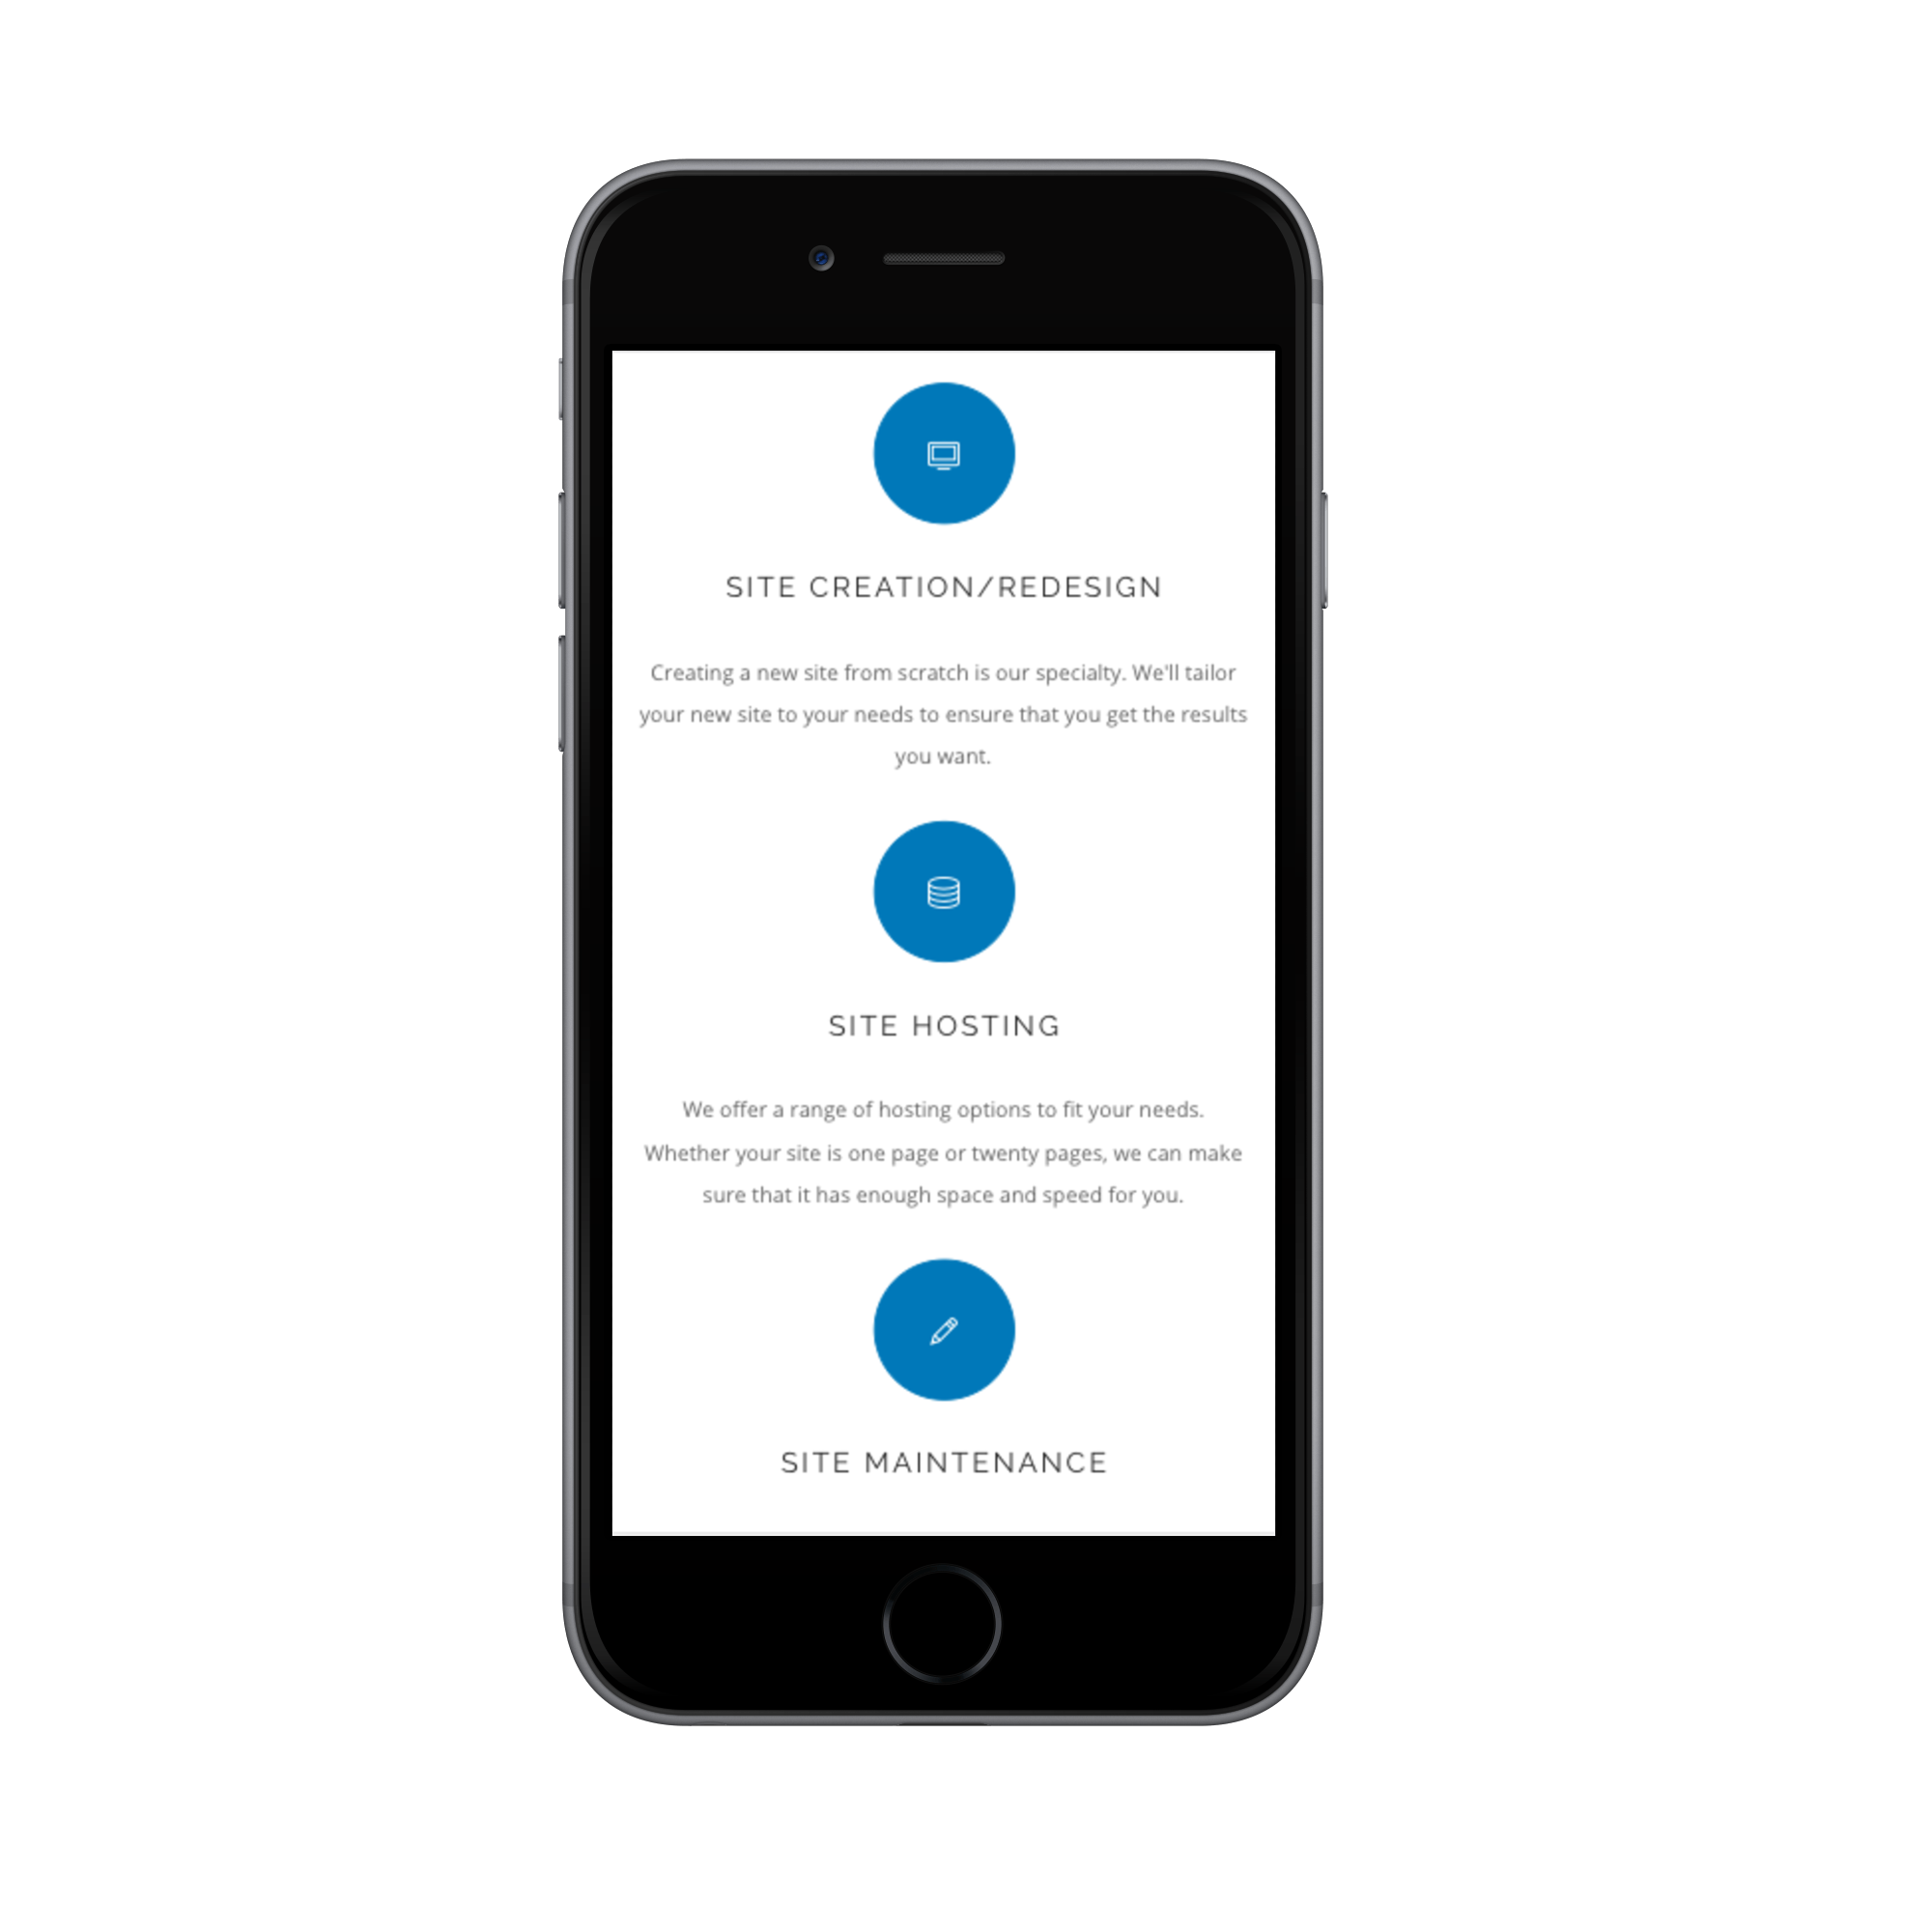 SITE CREATION/REDESIGN
Creating a new site from scratch is our specialty. We'll tailor
your new site to your needs to ensure that you get the results
you want.
SITE HOSTING
We offer a range of hosting options to fit your needs.
Whether your site is one page or twenty pages, we can make
sure that it has enough space and speed for you.
SITE MAINTENANCE